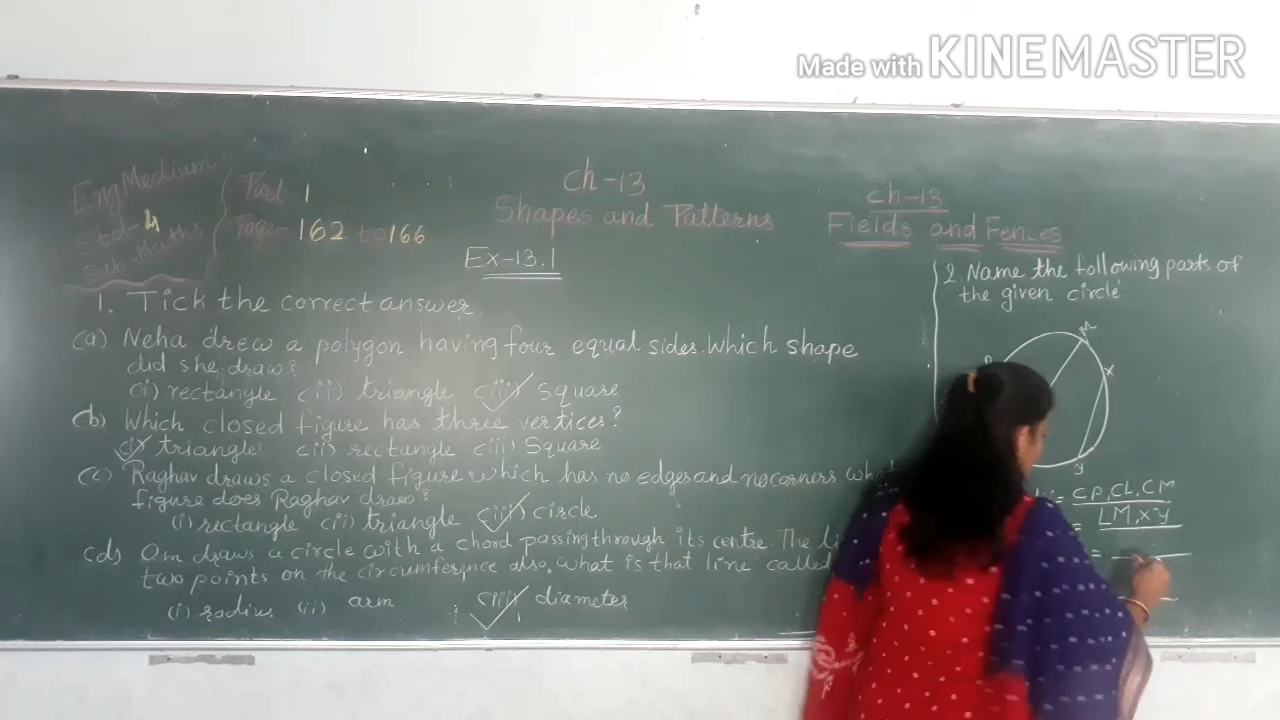 Made with KINEMASTER
Eng Medium
Std-4
Sub-Maths
Part-1
Page-162 to 166
Ch-13
Shapes and Patterns
Ch-13
Fields and Fences
Ex-13.1
1. Tick the correct answer.
(a) Neha drew a polygon having four equal sides. Which shape
did she draw?
(i) rectangle (ii) triangle (iii) Square
(b) Which closed figure has three vertices?
(i) triangle (ii) rectangle (iii) Square
(c) Raghav draws a closed figure which has no edges and no corners what
figure does Raghav draw?
(i) rectangle (ii) triangle (iii) circle
(d) Om draws a circle with a chord passing through its centre. The
two points on the circumference also. What is that line called
(i) radius (ii) arm (iii) diameter
2. Name the following parts of
the given circle
M
P
X
Y
= CP, CL, CM
= LM, XY
=